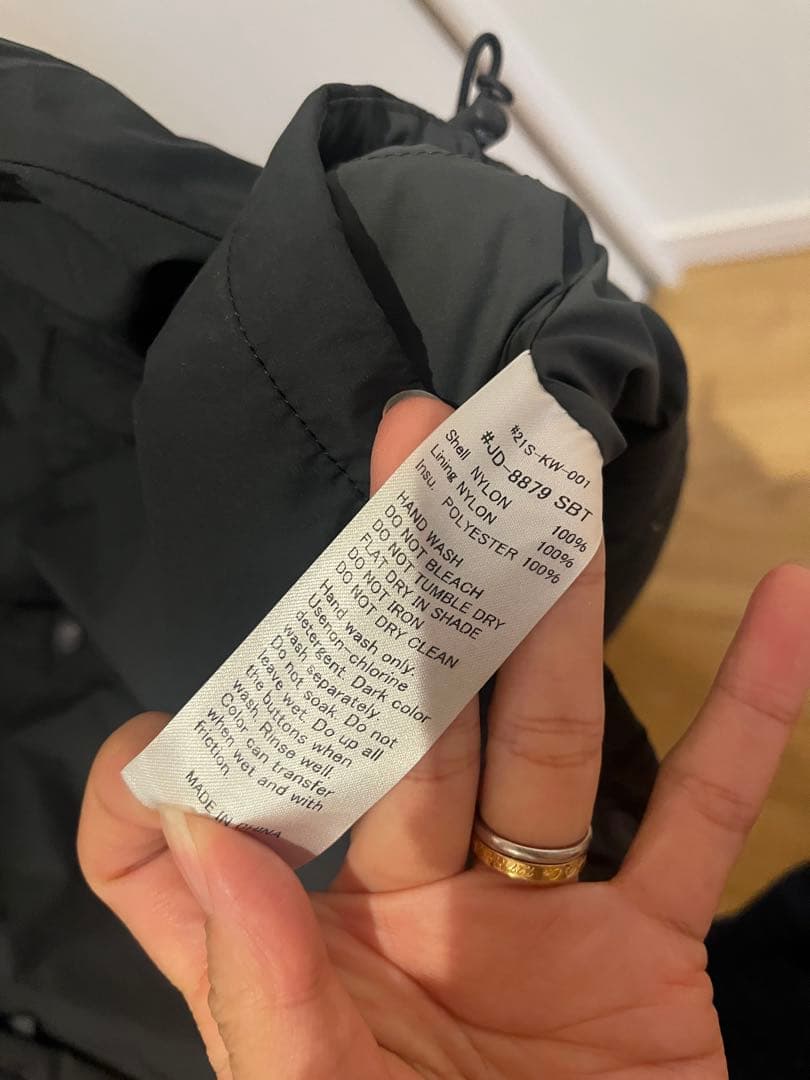 #21S-KW-001
#JD-8879 SBT
Shell NYLON 100%
Lining NYLON 100%
Insu. POLYESTER 100%
HAND WASH
DO NOT BLEACH
DO NOT TUMBLE DRY
FLAT DRY IN SHADE
DO NOT IRON
DO NOT DRY CLEAN
Hand wash only.
Usenon-chlorine
detergent. Dark color
wash separately.
Do not soak. Do not
leave wet. Do up all
the buttons when
wash. Rinse well.
Color can transfer
when wet and with
friction.
MADE IN CHINA